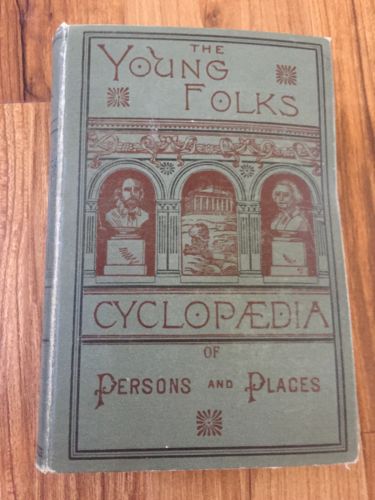 THE
YOUNG
FOLKS
CYCLOPÆDIA
OF
PERSONS AND PLACES